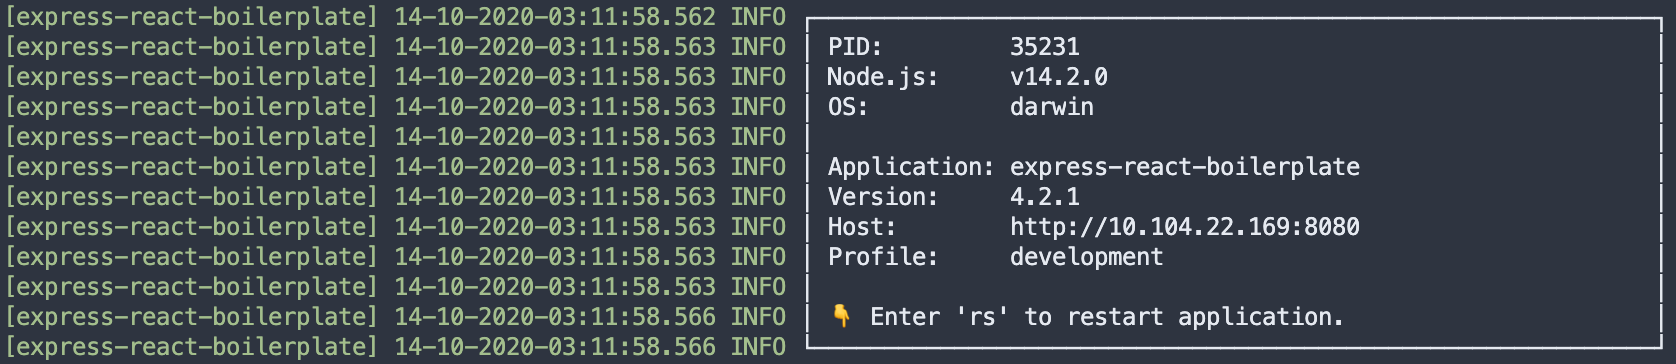 [express-react-boilerplate] 14-10-2020-03:11:58.562 INFO
[express-react-boilerplate] 14-10-2020-03:11:58.563 INFO PID: 35231
[express-react-boilerplate] 14-10-2020-03:11:58.563 INFO Node.js: v14.2.0
[express-react-boilerplate] 14-10-2020-03:11:58.563 INFO OS: darwin
[express-react-boilerplate] 14-10-2020-03:11:58.563 INFO
[express-react-boilerplate] 14-10-2020-03:11:58.563 INFO Application: express-react-boilerplate
[express-react-boilerplate] 14-10-2020-03:11:58.563 INFO Version: 4.2.1
[express-react-boilerplate] 14-10-2020-03:11:58.563 INFO Host: http://10.104.22.169:8080
[express-react-boilerplate] 14-10-2020-03:11:58.563 INFO Profile: development
[express-react-boilerplate] 14-10-2020-03:11:58.563 INFO
[express-react-boilerplate] 14-10-2020-03:11:58.566 INFO 👇 Enter 'rs' to restart application.
[express-react-boilerplate] 14-10-2020-03:11:58.566 INFO